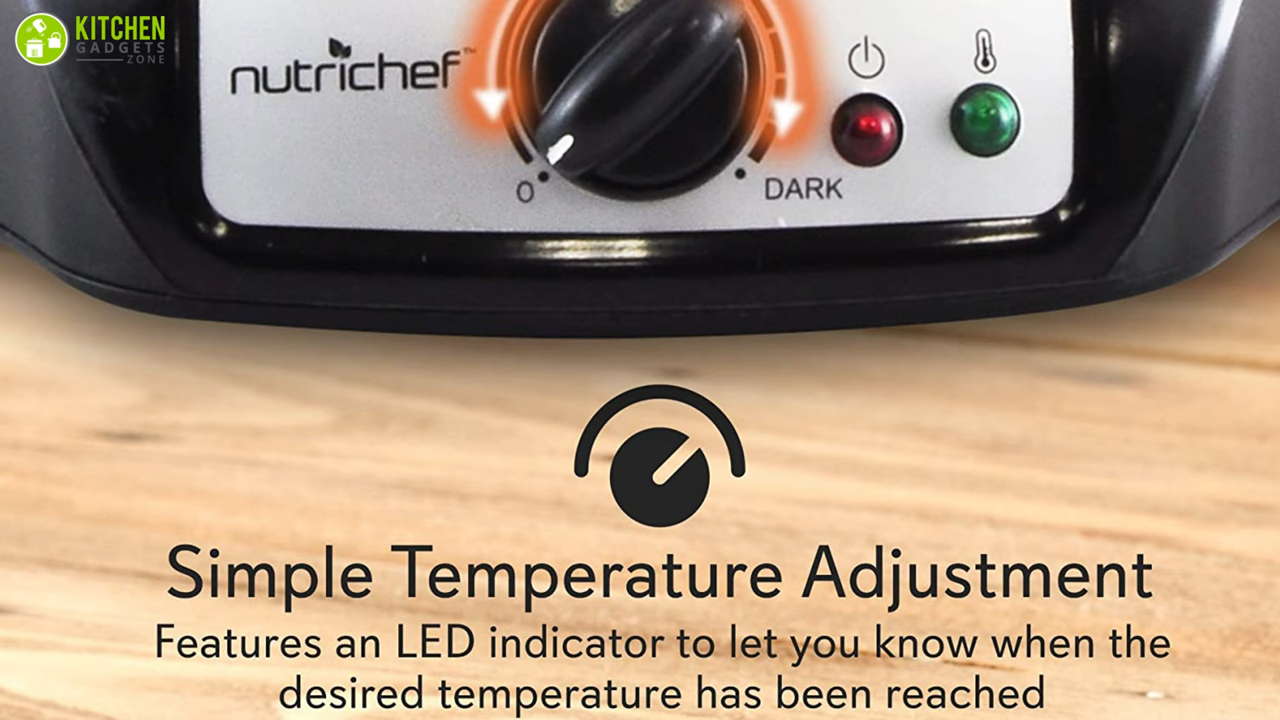 KITCHEN
GADGETS
ZONE
nutrichef™
0
DARK
Simple Temperature Adjustment
Features an LED indicator to let you know when the
desired temperature has been reached